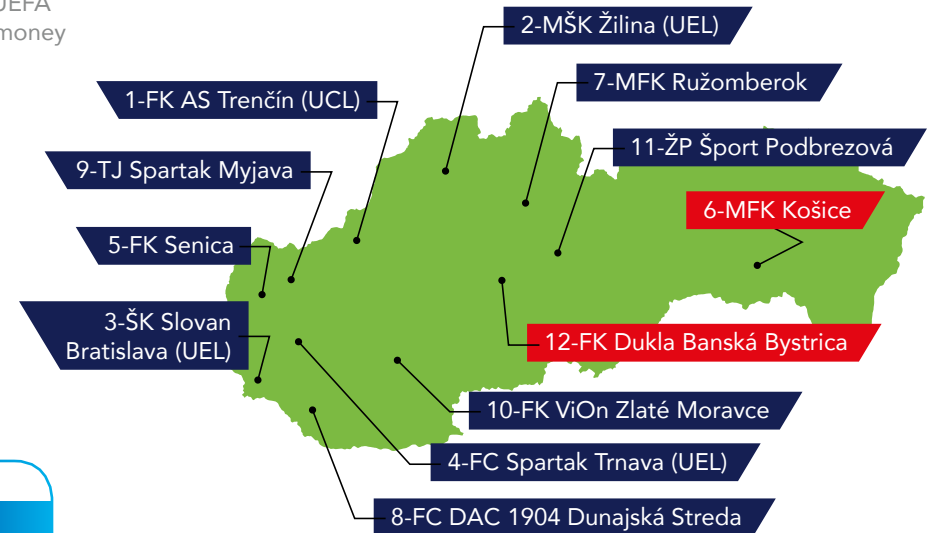 UEFA
money
2-MŠK Žilina (UEL)
7-MFK Ružomberok
1-FK AS Trenčín (UCL)
11-ŽP Šport Podbrezová
9-TJ Spartak Myjava
6-MFK Košice
5-FK Senica
3-ŠK Slovan
Bratislava (UEL)
12-FK Dukla Banská Bystrica
10-FK ViOn Zlaté Moravce
4-FC Spartak Trnava (UEL)
8-FC DAC 1904 Dunajská Streda